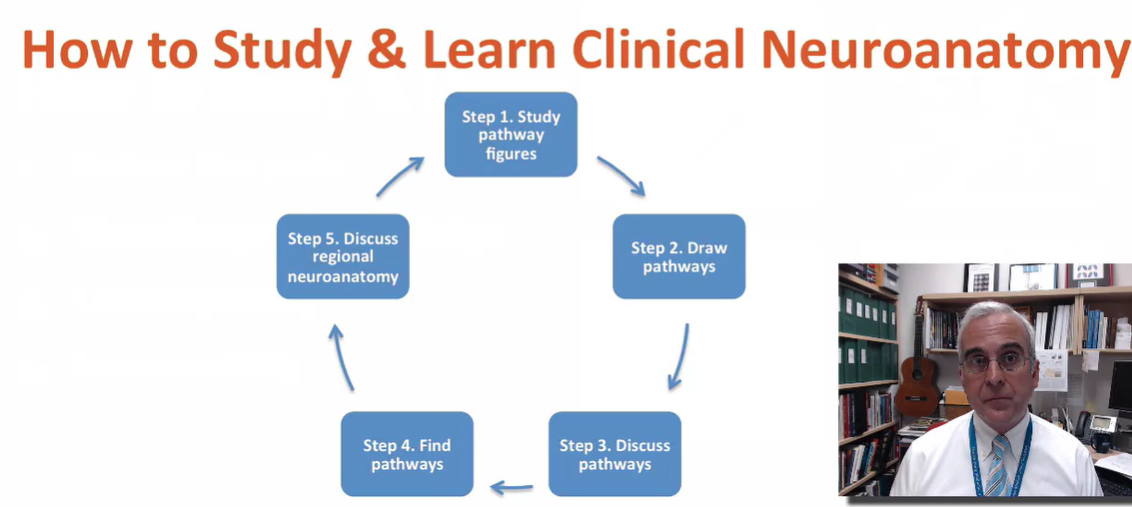 How to Study & Learn Clinical Neuroanatomy
Step 1. Study
pathway
figures
Step 2. Draw
pathways
Step 3. Discuss
pathways
Step 4. Find
pathways
Step 5. Discuss
regional
neuroanatomy